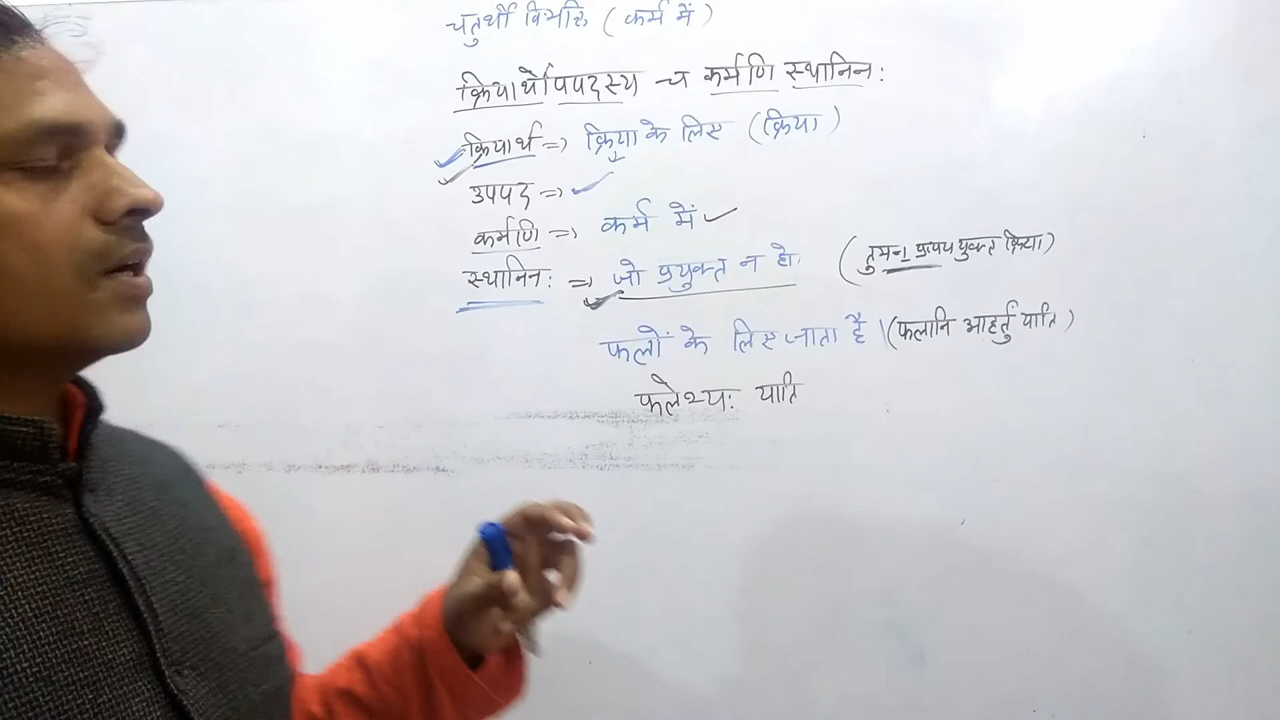 चतुर्थी विभक्ति (कर्म में)
क्रियार्थोपपदस्य च कर्मणि स्थानिनः
क्रियार्थ => क्रिया के लिए (क्रिया)
उपपद =>
कर्मणि => कर्म में
स्थानिनः => जो प्रयुक्त न हो। (तुमुन् प्रत्यय युक्त क्रिया)
फलों के लिए जाता है। (फलानि आहर्तुं याति)
फलेभ्यः याति